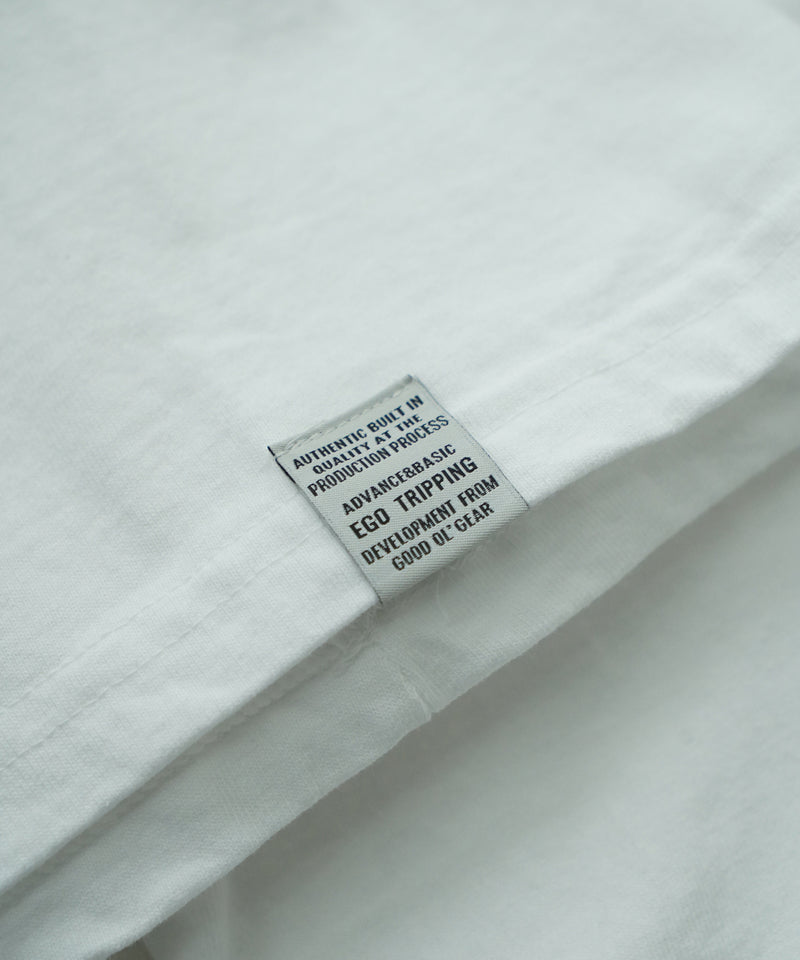 AUTHENTIC BUILT IN
QUALITY AT THE
PRODUCTION PROCESS
ADVANCE&BASIC
EGO TRIPPING
DEVELOPMENT FROM
GOOD OL' GEAR